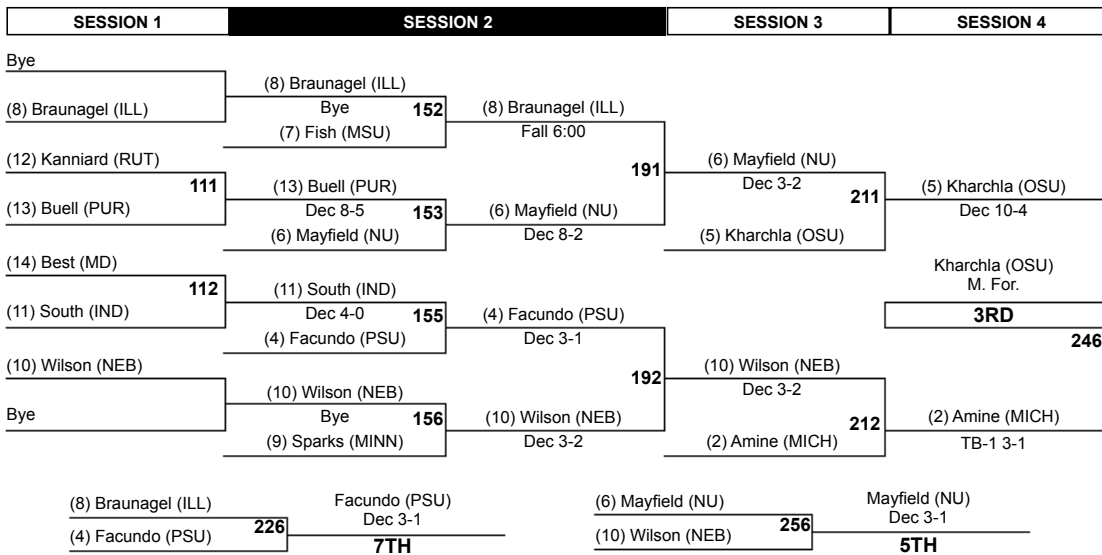 SESSION 1
SESSION 2
SESSION 3
SESSION 4
Bye
(8) Braunagel (ILL)
(12) Kanniard (RUT)
111
(13) Buell (PUR)
(14) Best (MD)
112
(11) South (IND)
(10) Wilson (NEB)
Bye
(8) Braunagel (ILL)
Bye
152
(7) Fish (MSU)
(13) Buell (PUR)
Dec 8-5
153
(6) Mayfield (NU)
(11) South (IND)
Dec 4-0
155
(4) Facundo (PSU)
(10) Wilson (NEB)
Bye
156
(9) Sparks (MINN)
(8) Braunagel (ILL)
Fall 6:00
191
(6) Mayfield (NU)
Dec 8-2
(4) Facundo (PSU)
Dec 3-1
192
(10) Wilson (NEB)
Dec 3-2
(6) Mayfield (NU)
Dec 3-2
211
(5) Kharchla (OSU)
(10) Wilson (NEB)
Dec 3-2
212
(2) Amine (MICH)
(5) Kharchla (OSU)
Dec 10-4
Kharchla (OSU)
M. For.
3RD
246
(2) Amine (MICH)
TB-1 3-1
(8) Braunagel (ILL)
226
(4) Facundo (PSU)
Facundo (PSU)
Dec 3-1
7TH
(6) Mayfield (NU)
256
(10) Wilson (NEB)
Mayfield (NU)
Dec 3-1
5TH